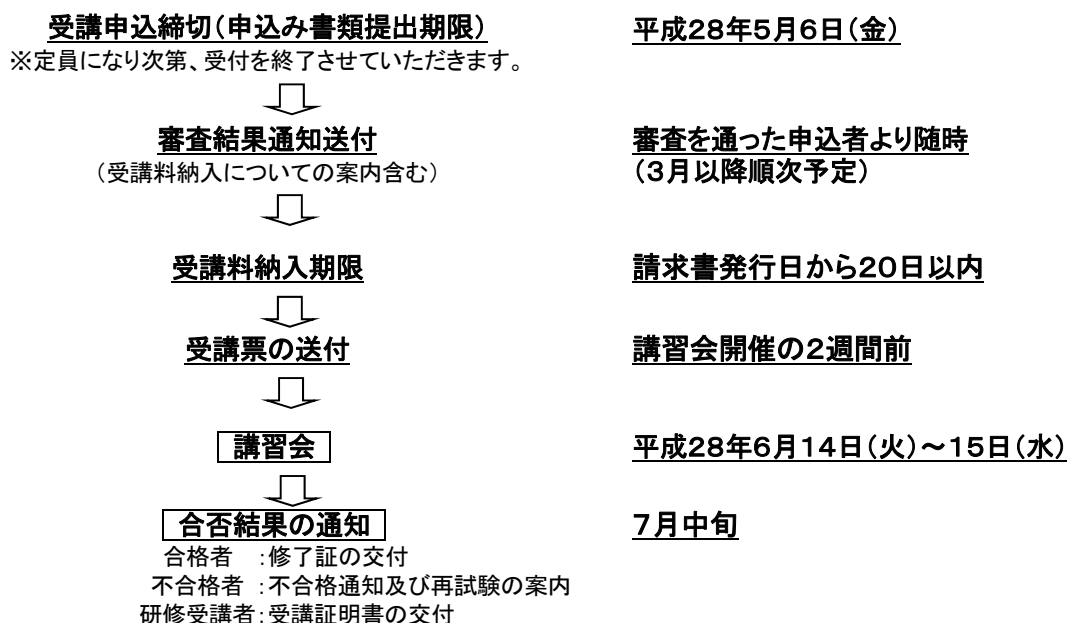 受講申込締切（申込み書類提出期限） 平成２８年５月６日（金）
※定員になり次第、受付を終了させていただきます。
審査結果通知送付 審査を通った申込者より随時
（受講料納入についての案内含む） （３月以降順次予定）
受講料納入期限 請求書発行日から２０日以内
受講票の送付 講習会開催の２週間前
講習会 平成２８年６月１４日（火）～１５日（水）
合否結果の通知 ７月中旬
合格者 ：修了証の交付
不合格者 ：不合格通知及び再試験の案内
研修受講者：受講証明書の交付